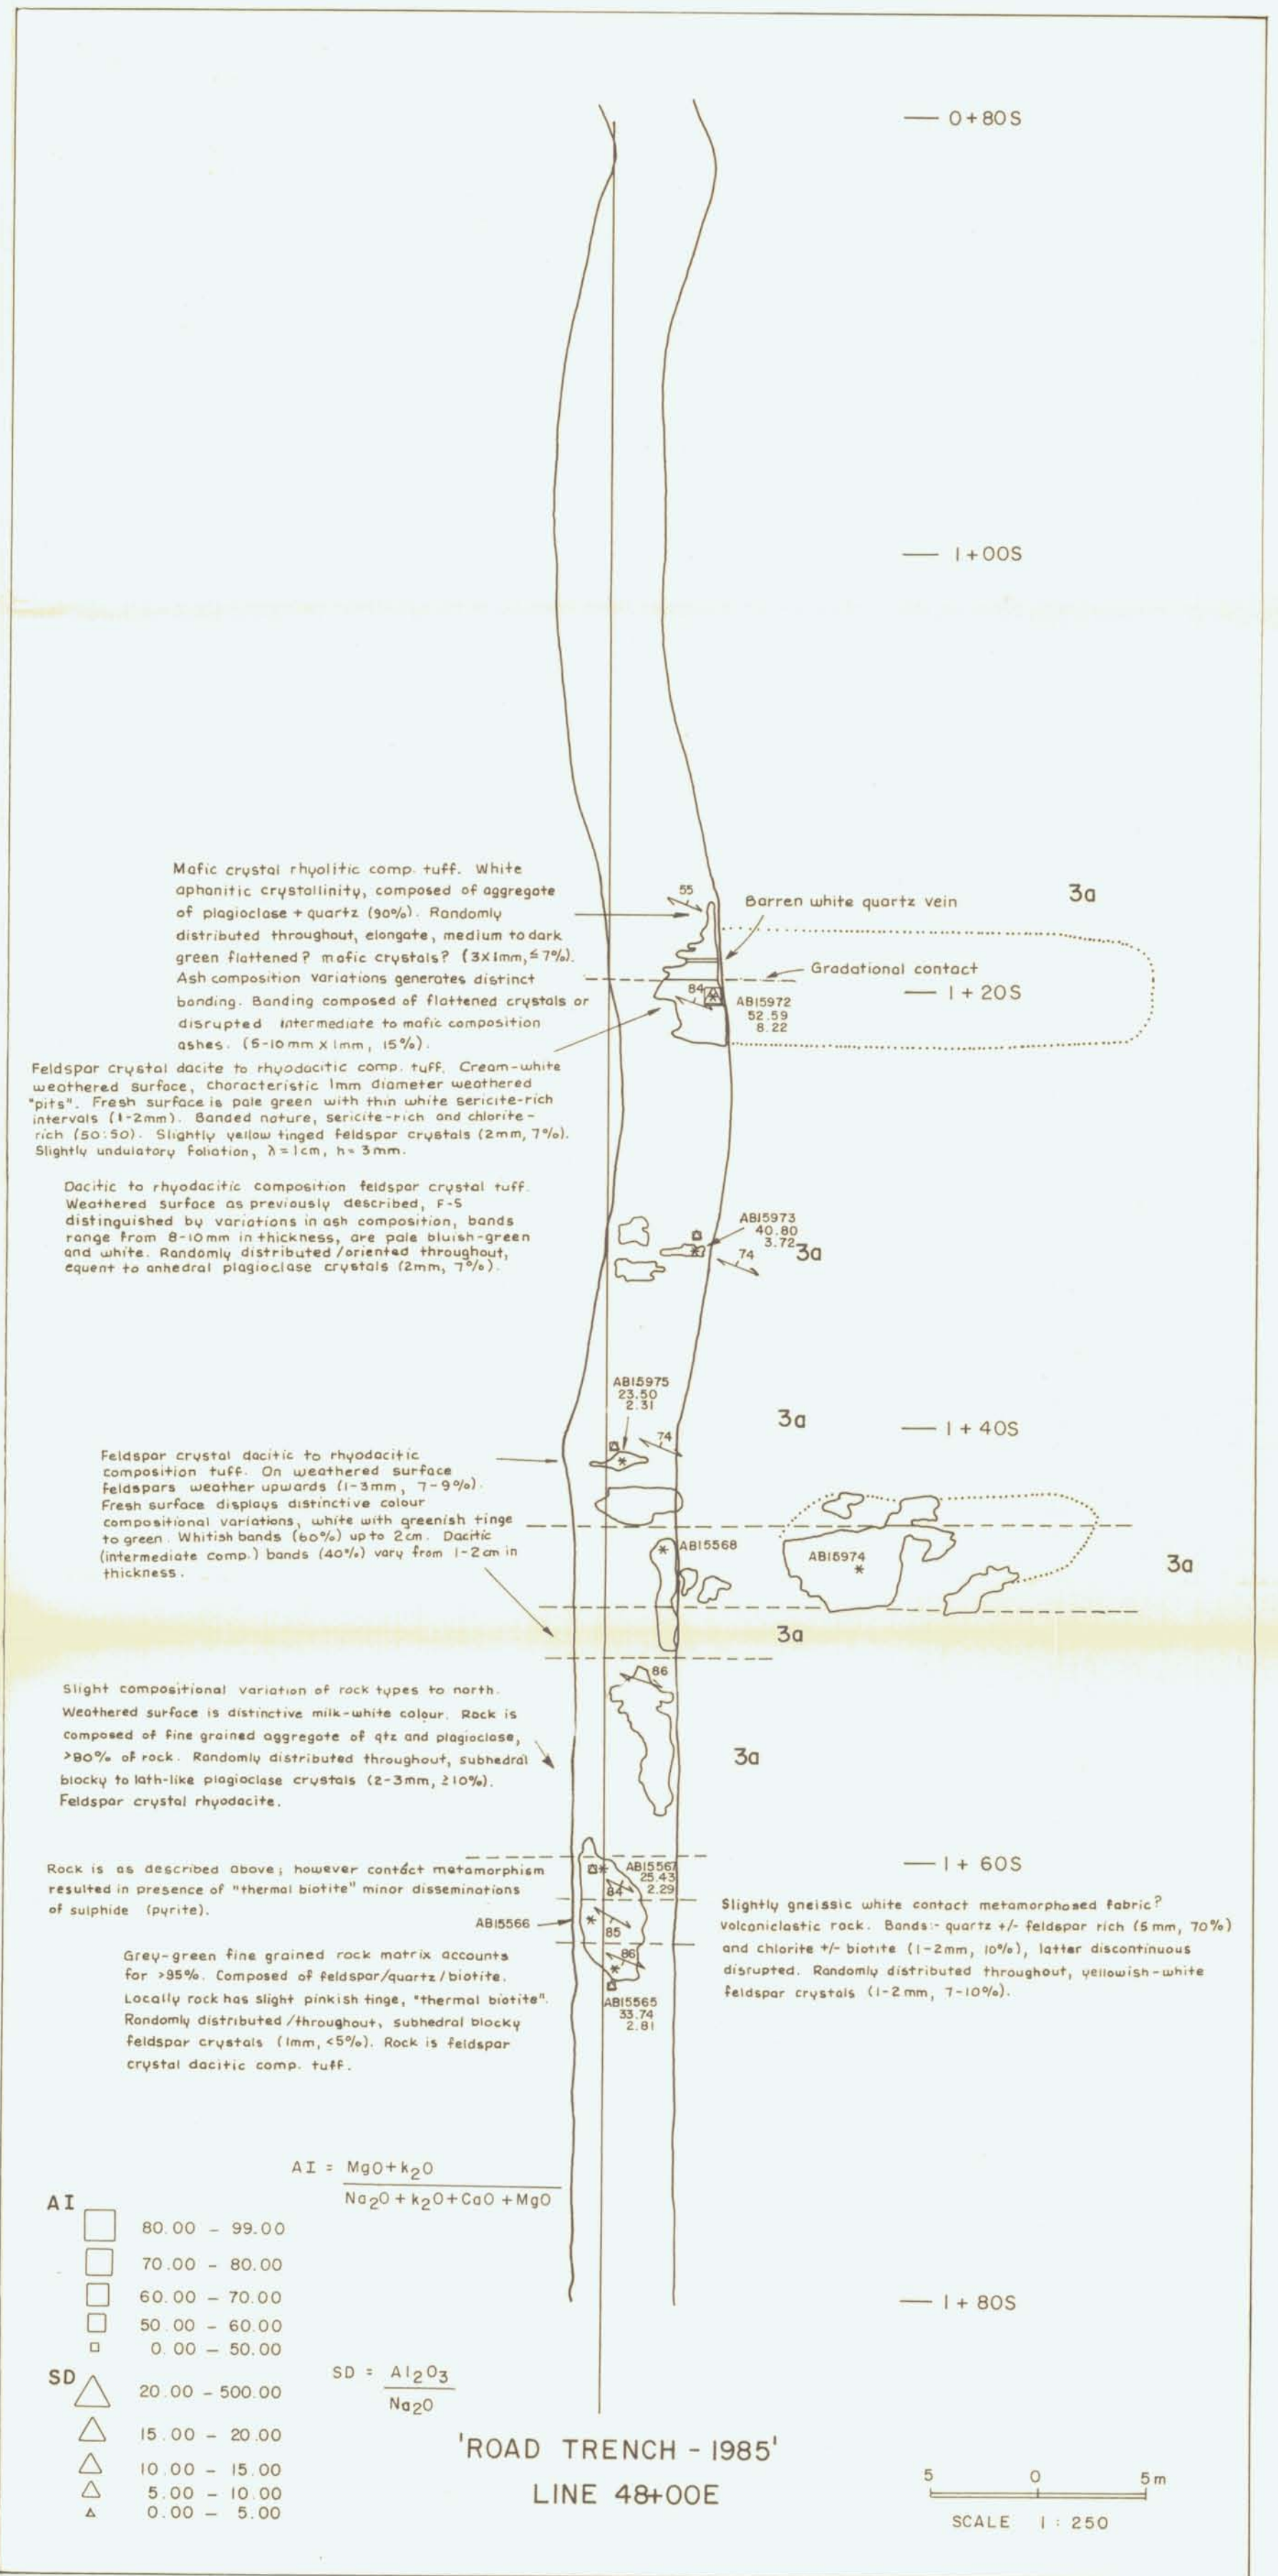 0+80S
1+00S
Mafic crystal rhyolitic comp. tuff. White
aphanitic crystallinity, composed of aggregate
of plagioclase + quartz (90%). Randomly
distributed throughout, elongate, medium to dark
green flattened? mafic crystals? (3x1mm, ≤7%).
Ash composition variations generates distinct
bonding. Banding composed of flattened crystals or
disrupted intermediate to mafic composition
ashes. (5-10mm x 1mm, 15%).
55
Barren white quartz vein
3a
Gradational contact
1+20S
84
AB15972
52.59
8.22
Feldspar crystal dacite to rhyodacitic comp. tuff. Cream-white
weathered surface, characteristic 1mm diameter weathered
"pits". Fresh surface is pale green with thin white sericite-rich
intervals (1-2mm). Banded nature, sericite-rich and chlorite-
rich (50:50). Slightly yellow tinged feldspar crystals (2mm, 7%).
Slightly undulatory foliation, λ=1cm, h=3mm.
Dacitic to rhyodacitic composition feldspar crystal tuff.
Weathered surface as previously described, F-S
distinguished by variations in ash composition, bands
range from 8-10mm in thickness, are pale bluish-green
and white. Randomly distributed/oriented throughout,
equent to anhedral plagioclase crystals (2mm, 7%).
AB15973
40.80
3.72
3a
74
AB15975
23.50
2.31
74
3a
1+40S
Feldspar crystal dacitic to rhyodacitic
composition tuff. On weathered surface
feldspars weather upwards (1-3mm, 7-9%).
Fresh surface displays distinctive colour
compositional variations, white with greenish tinge
to green. Whitish bands (60%) up to 2cm. Dacitic
(intermediate comp.) bands (40%) vary from 1-2cm in
thickness.
AB15568
AB15974
3a
3a
86
Slight compositional variation of rock types to north.
Weathered surface is distinctive milk-white colour. Rock is
composed of fine grained aggregate of qtz and plagioclase,
>80% of rock. Randomly distributed throughout, subhedral
blocky to lath-like plagioclase crystals (2-3mm, ≥10%).
Feldspar crystal rhyodacite.
3a
1+60S
Rock is as described above; however contact metamorphism
resulted in presence of "thermal biotite" minor disseminations
of sulphide (pyrite).
AB15567
25.43
2.29
84
AB15566
85
86
AB15565
33.74
2.81
Slightly gneissic white contact metamorphosed fabric?
volcaniclastic rock. Bands:- quartz +/- feldspar rich (5mm, 70%)
and chlorite +/- biotite (1-2mm, 10%), latter discontinuous
disrupted. Randomly distributed throughout, yellowish-white
feldspar crystals (1-2mm, 7-10%).
Grey-green fine grained rock matrix accounts
for >95%. Composed of feldspar/quartz/biotite.
Locally rock has slight pinkish tinge, "thermal biotite".
Randomly distributed/throughout, subhedral blocky
feldspar crystals (1mm, <5%). Rock is feldspar
crystal dacitic comp. tuff.
AI = MgO+k2O
Na2O+k2O+CaO+MgO
AI
80.00 - 99.00
70.00 - 80.00
60.00 - 70.00
50.00 - 60.00
0.00 - 50.00
1+80S
SD
SD = Al2O3
Na2O
20.00 - 500.00
15.00 - 20.00
10.00 - 15.00
5.00 - 10.00
0.00 - 5.00
'ROAD TRENCH - 1985'
LINE 48+00E
5 0 5m
SCALE 1:250